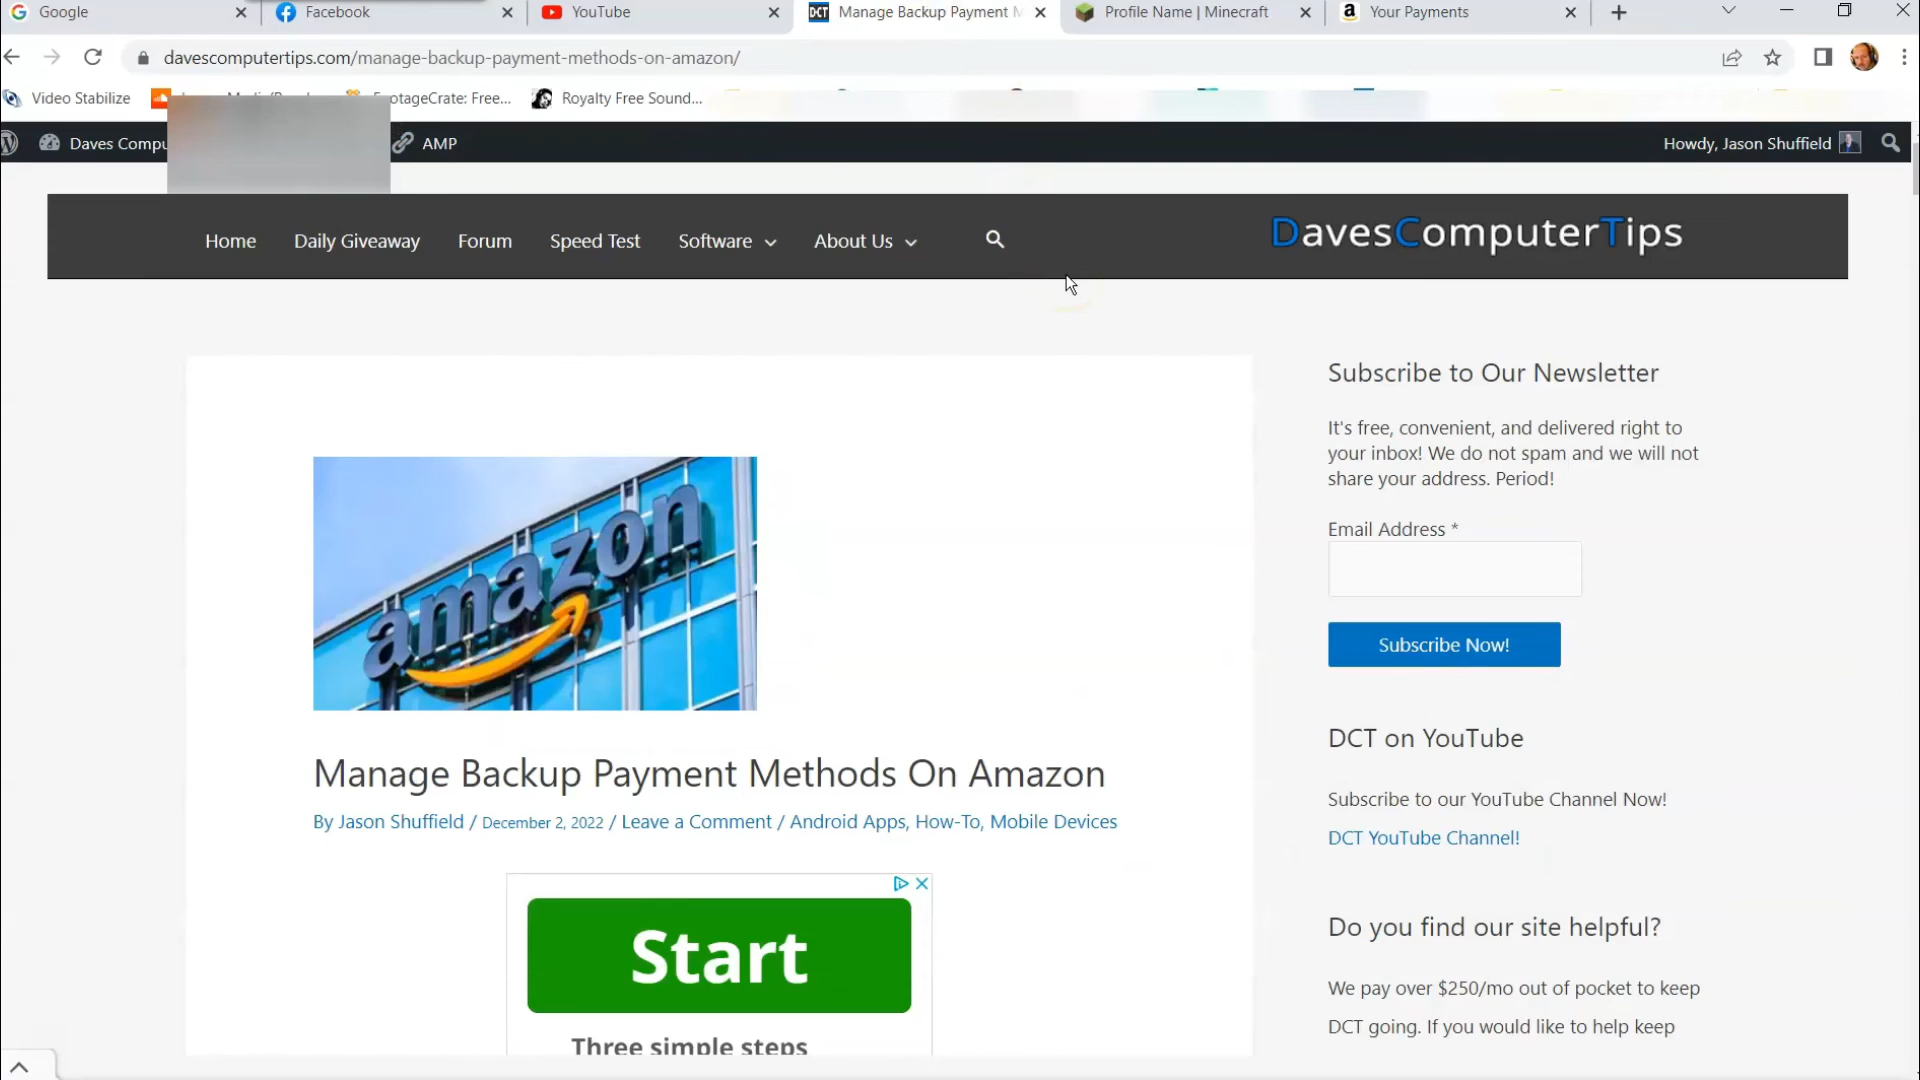 Google
Facebook
YouTube
Manage Backup Payment M
Profile Name | Minecraft
Your Payments
davescomputertips.com/manage-backup-payment-methods-on-amazon/
Video Stabilize
FootageCrate: Free...
Royalty Free Sound...
Daves Compu
AMP
Howdy, Jason Shuffield
Home
Daily Giveaway
Forum
Speed Test
Software
About Us
DavesComputerTips
amazon
Manage Backup Payment Methods On Amazon
By Jason Shuffield / December 2, 2022 / Leave a Comment / Android Apps, How-To, Mobile Devices
Start
Three simple steps
Subscribe to Our Newsletter
It's free, convenient, and delivered right to
your inbox! We do not spam and we will not
share your address. Period!
Email Address *
Subscribe Now!
DCT on YouTube
Subscribe to our YouTube Channel Now!
DCT YouTube Channel!
Do you find our site helpful?
We pay over $250/mo out of pocket to keep
DCT going. If you would like to help keep